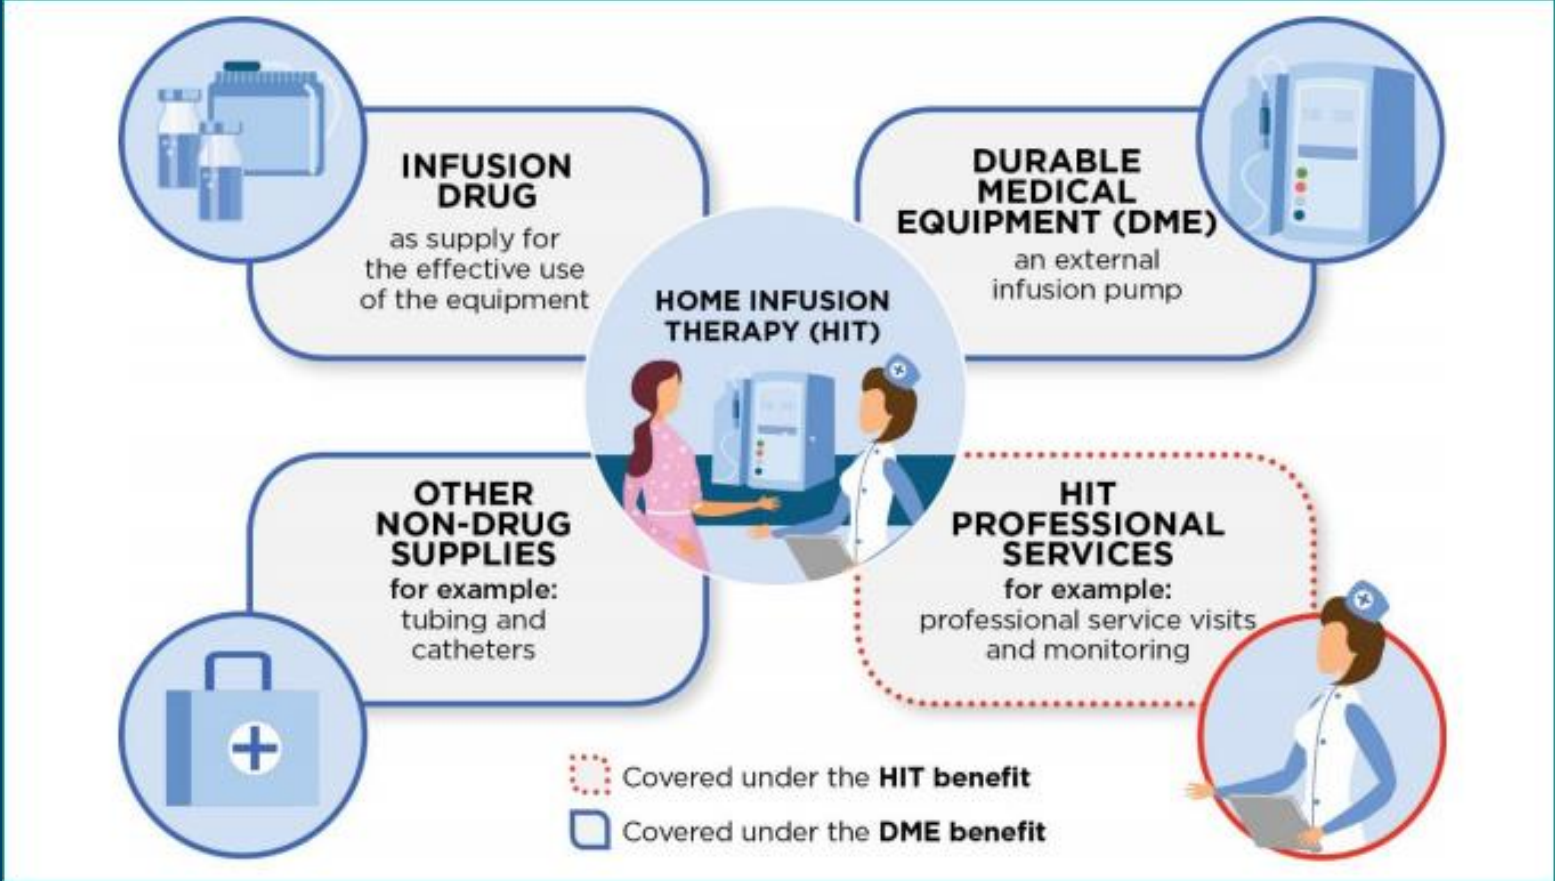 INFUSION
DRUG
as supply for
the effective use
of the equipment
DURABLE
MEDICAL
EQUIPMENT (DME)
an external
infusion pump
HOME INFUSION
THERAPY (HIT)
OTHER
NON-DRUG
SUPPLIES
for example:
tubing and
catheters
HIT
PROFESSIONAL
SERVICES
for example:
professional service visits
and monitoring
Covered under the HIT benefit
Covered under the DME benefit